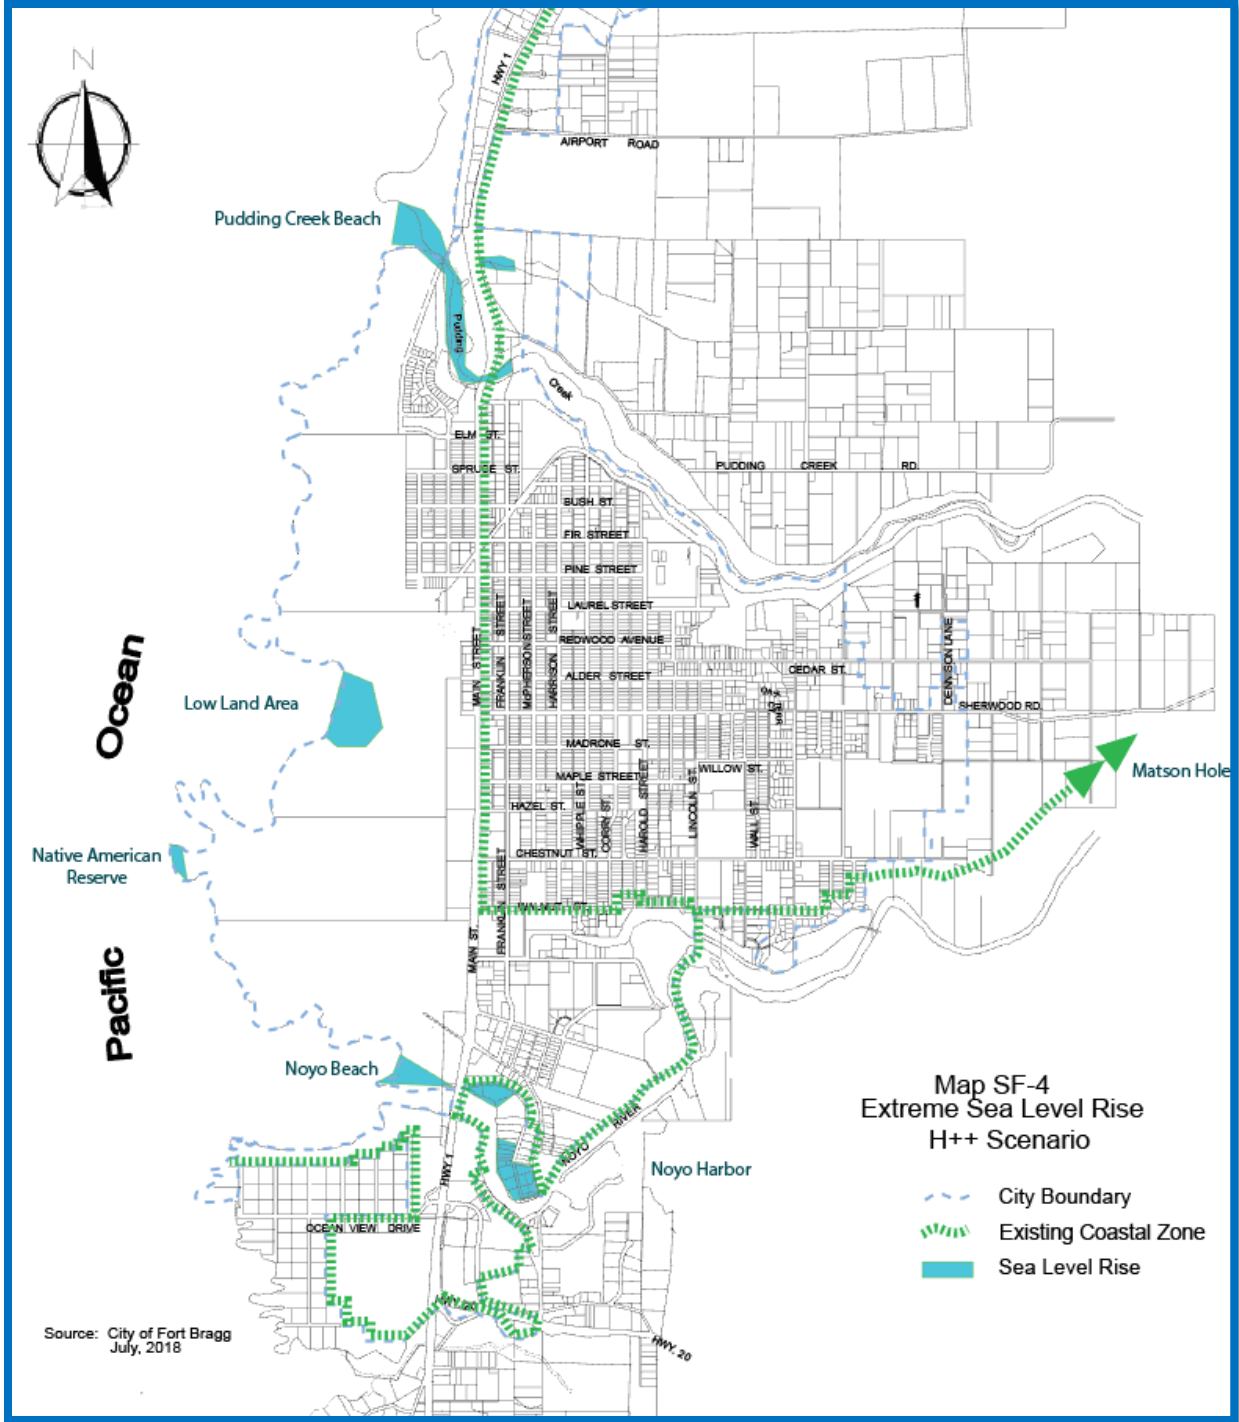 N
HWY 1
AIRPORT ROAD
Pudding Creek Beach
Pudding
Creek
ELM ST.
SPRUCE ST.
PUDDING CREEK RD.
BUSH ST.
FIR STREET
PINE STREET
LAUREL STREET
REDWOOD AVENUE
ALDER STREET
CEDAR ST.
MAIN STREET
FRANKLIN STREET
McPHERSON STREET
HARRISON STREET
DENNISON LANE
SHERWOOD RD.
Low Land Area
Pacific Ocean
MADRONE ST.
MAPLE STREET
WILLOW ST.
Matson Hole
HAZEL ST.
WHIPPLE ST.
CORRY ST.
HAROLD STREET
LINCOLN ST.
WALL ST.
CHESTNUT ST.
Native American
Reserve
WALNUT ST.
FRANKLIN STREET
MAIN ST.
Noyo Beach
NOYO RIVER
Noyo Harbor
HWY 1
OCEAN VIEW DRIVE
HWY 20
HWY. 20
Map SF-4
Extreme Sea Level Rise
H++ Scenario
City Boundary
Existing Coastal Zone
Sea Level Rise
Source: City of Fort Bragg
July, 2018